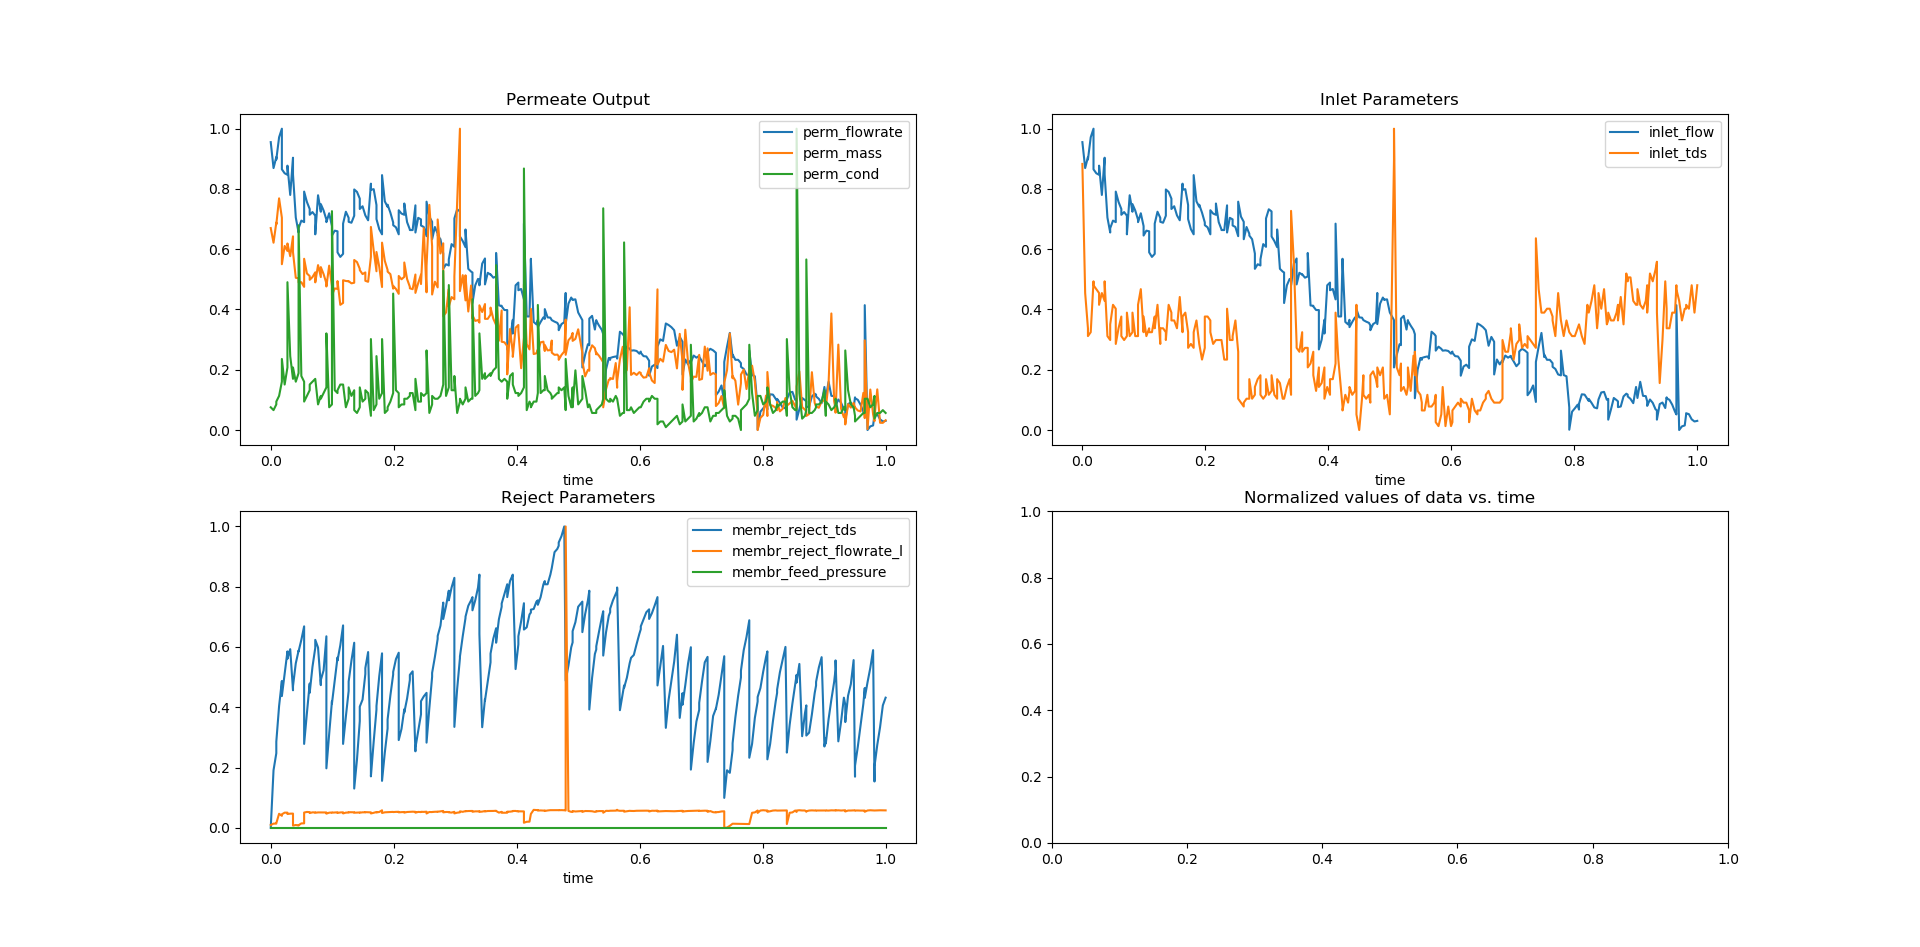 Permeate Output
1.0
0.8
0.6
0.4
0.2
0.0
perm_flowrate
perm_mass
perm_cond
0.0 0.2 0.4 0.6 0.8 1.0
time
Inlet Parameters
1.0
0.8
0.6
0.4
0.2
0.0
inlet_flow
inlet_tds
0.0 0.2 0.4 0.6 0.8 1.0
time
Reject Parameters
1.0
0.8
0.6
0.4
0.2
0.0
membr_reject_tds
membr_reject_flowrate_l
membr_feed_pressure
0.0 0.2 0.4 0.6 0.8 1.0
time
Normalized values of data vs. time
1.0
0.8
0.6
0.4
0.2
0.0
0.0 0.2 0.4 0.6 0.8 1.0